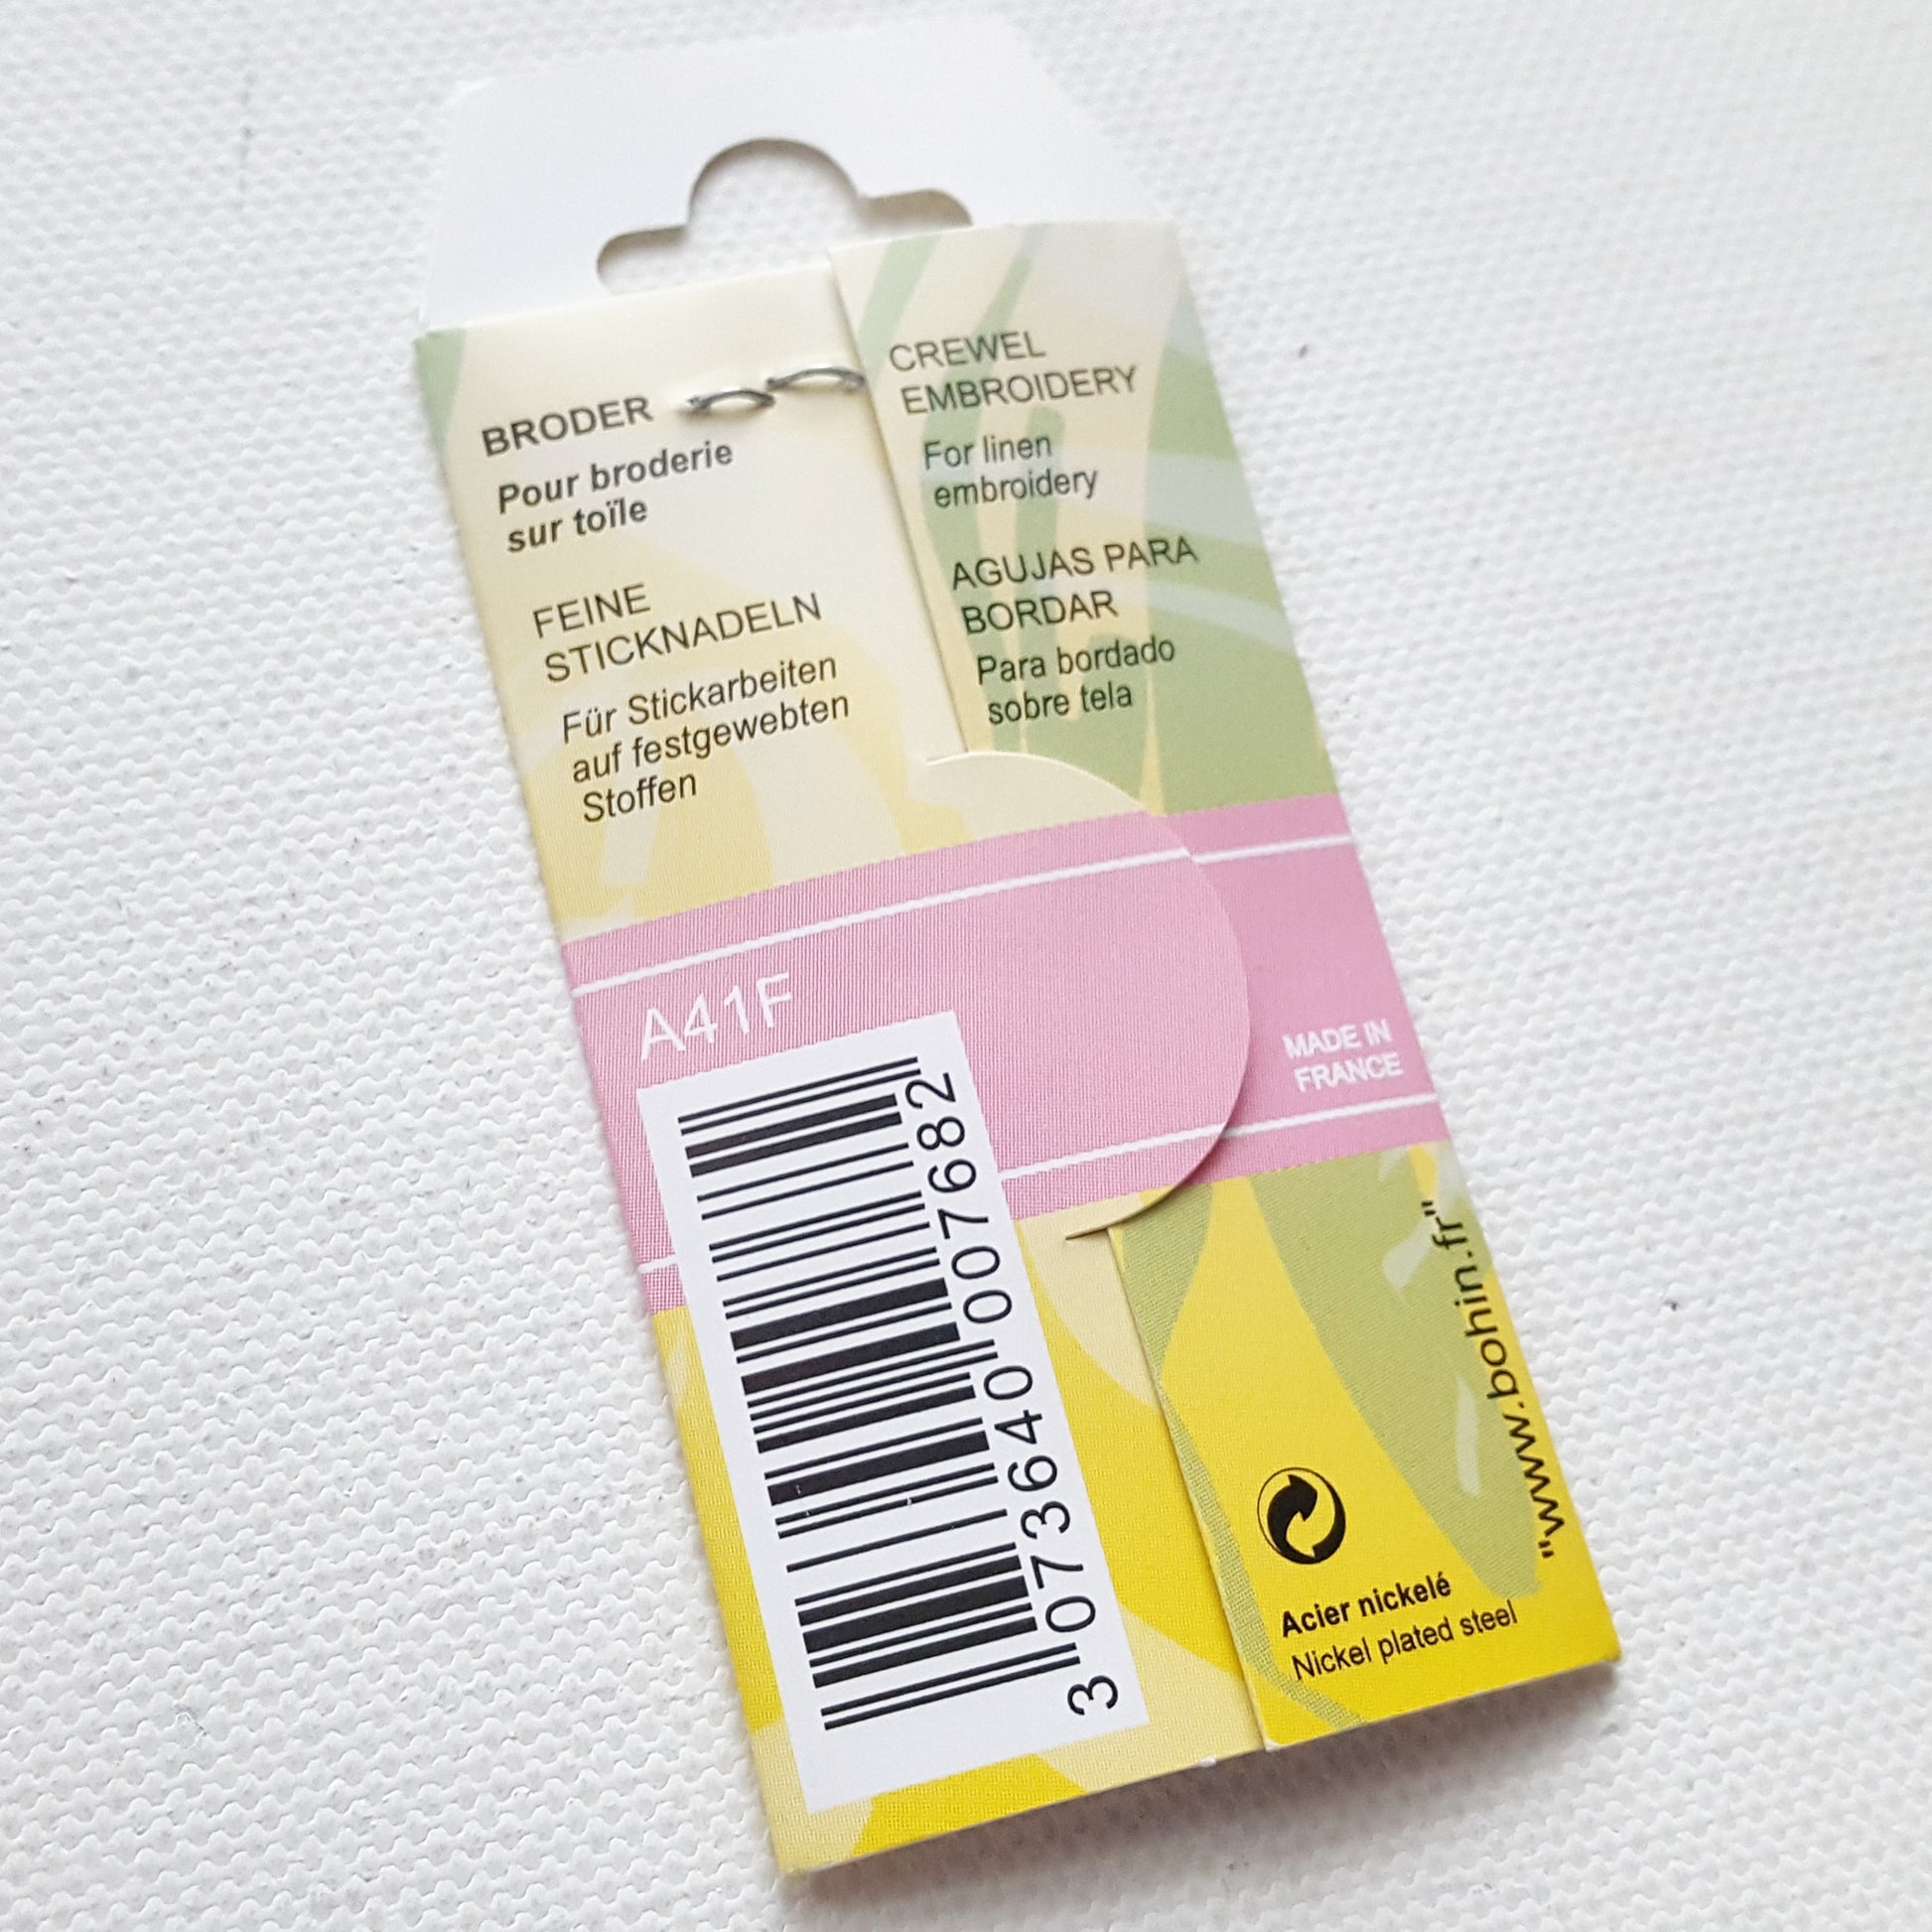 BRODER
Pour broderie
sur toïle
FEINE
STICKNADELN
Für Stickarbeiten
auf festgewebten
Stoffen
CREWEL
EMBROIDERY
For linen
embroidery
AGUJAS PARA
BORDAR
Para bordado
sobre tela
A41F
MADE IN
FRANCE
3 073640 007682
"www.bohin.fr"
Acier nickelé
Nickel plated steel